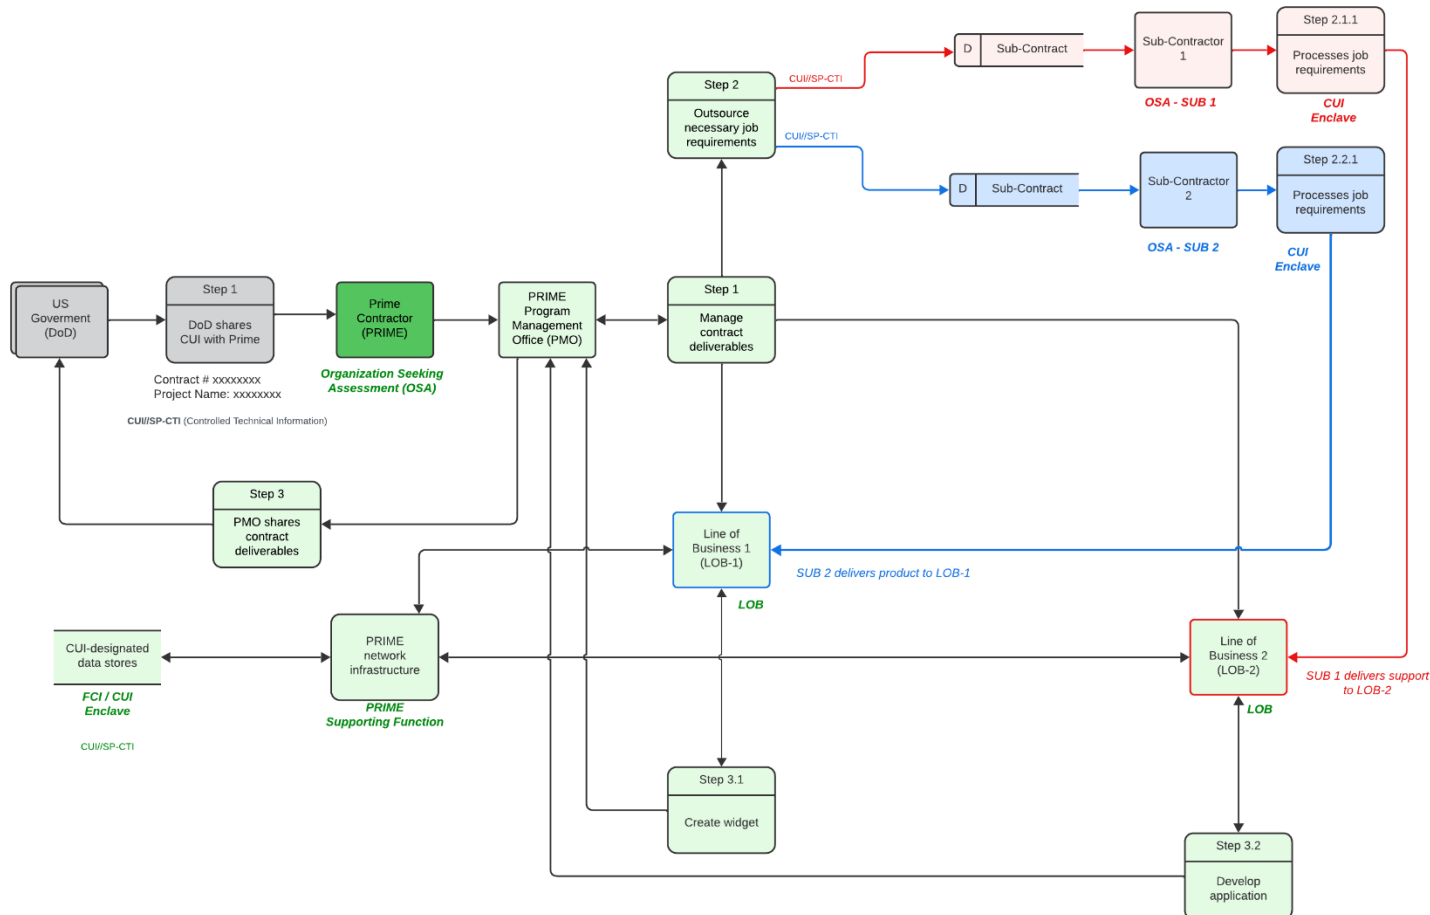 Step 2
Outsource
necessary job
requirements
CUI//SP-CTI
CUI//SP-CTI
D
Sub-Contract
Sub-Contractor
1
OSA - SUB 1
Step 2.1.1
Processes job
requirements
CUI
Enclave
D
Sub-Contract
Sub-Contractor
2
OSA - SUB 2
Step 2.2.1
Processes job
requirements
CUI
Enclave
US
Goverment
(DoD)
Step 1
DoD shares
CUI with Prime
Contract # xxxxxxxx
Project Name: xxxxxxxx
CUI//SP-CTI (Controlled Technical Information)
Prime
Contractor
(PRIME)
Organization Seeking
Assessment (OSA)
PRIME
Program
Management
Office (PMO)
Step 1
Manage
contract
deliverables
Step 3
PMO shares
contract
deliverables
Line of
Business 1
(LOB-1)
LOB
SUB 2 delivers product to LOB-1
CUI-designated
data stores
FCI / CUI
Enclave
CUI//SP-CTI
PRIME
network
infrastructure
PRIME
Supporting Function
Line of
Business 2
(LOB-2)
LOB
SUB 1 delivers support
to LOB-2
Step 3.1
Create widget
Step 3.2
Develop
application